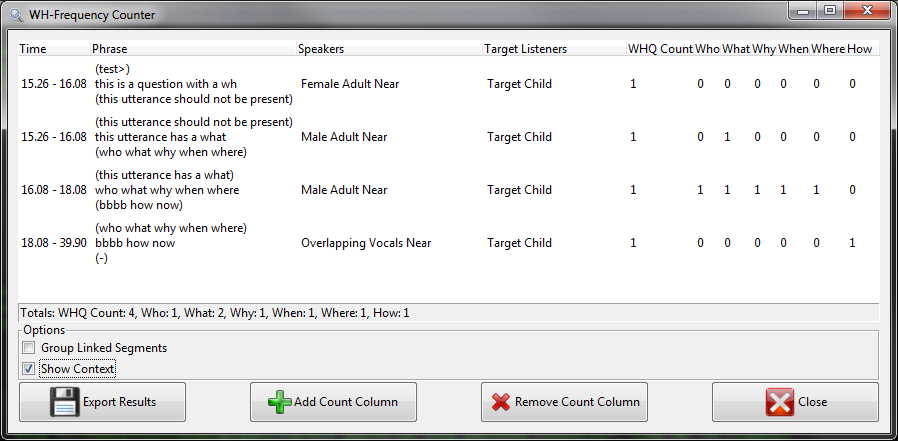 WH-Frequency Counter
Time Phrase Speakers Target Listeners WHQ Count Who What Why When Where How
(test>)
15.26 - 16.08 this is a question with a wh Female Adult Near Target Child 1 0 0 0 0 0 0
(this utterance should not be present)
(this utterance should not be present)
15.26 - 16.08 this utterance has a what Male Adult Near Target Child 1 0 1 0 0 0 0
(who what why when where)
(this utterance has a what)
16.08 - 18.08 who what why when where Male Adult Near Target Child 1 1 1 1 1 1 0
(bbbb how now)
(who what why when where)
18.08 - 39.90 bbbb how now Overlapping Vocals Near Target Child 1 0 0 0 0 0 1
(-)
Totals: WHQ Count: 4, Who: 1, What: 2, Why: 1, When: 1, Where: 1, How: 1
Options
Group Linked Segments
Show Context
Export Results Add Count Column Remove Count Column Close